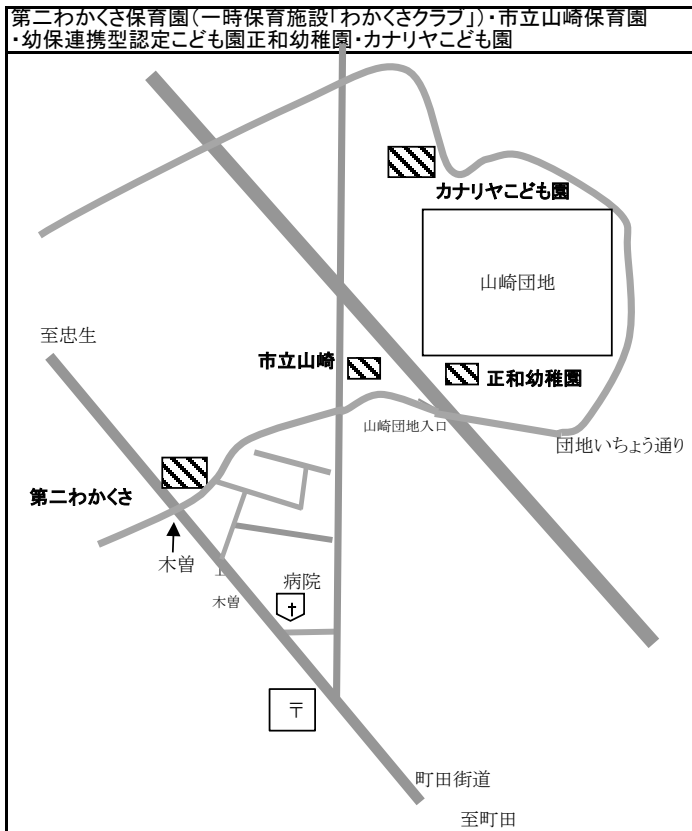 第二わかくさ保育園(一時保育施設「わかくさクラブ」)・市立山崎保育園
・幼保連携型認定こども園正和幼稚園・カナリヤこども園
カナリヤこども園
山崎団地
至忠生
市立山崎
正和幼稚園
山崎団地入口
団地いちょう通り
第二わかくさ
木曽
病院
木曽
〒
町田街道
至町田